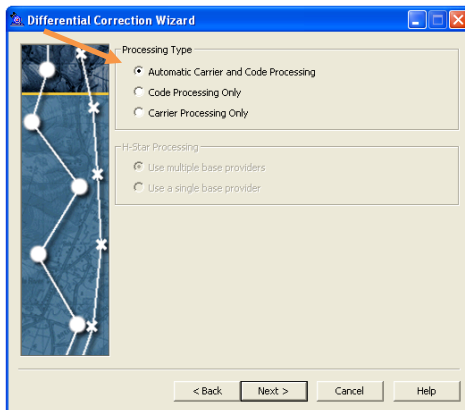 Differential Correction Wizard
Processing Type
Automatic Carrier and Code Processing
Code Processing Only
Carrier Processing Only
H-Star Processing
Use multiple base providers
Use a single base provider
< Back Next > Cancel Help